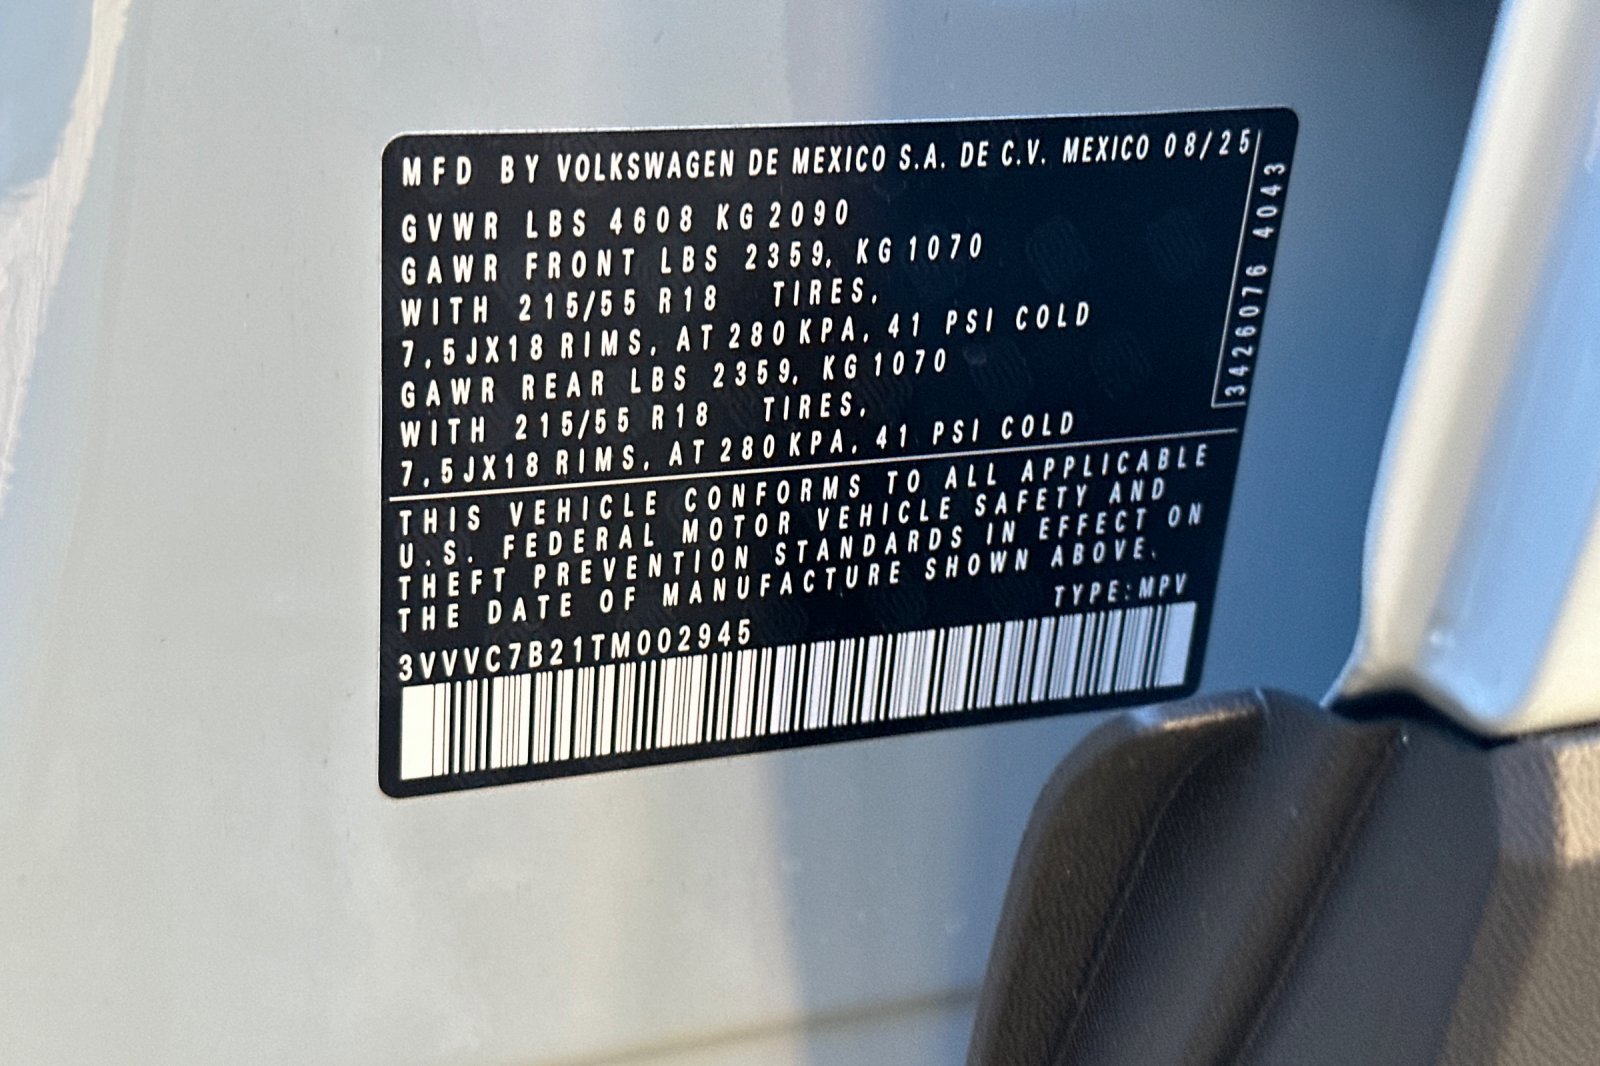 MFD BY VOLKSWAGEN DE MEXICO S.A. DE C.V. MEXICO 08/25
GVWR LBS 4608 KG 2090
GAWR FRONT LBS 2359, KG 1070
WITH 215/55 R18 TIRES,
7,5JX18 RIMS, AT 280 KPA, 41 PSI COLD
GAWR REAR LBS 2359, KG 1070
WITH 215/55 R18 TIRES,
7,5JX18 RIMS, AT 280 KPA, 41 PSI COLD
3426076 4043
THIS VEHICLE CONFORMS TO ALL APPLICABLE
U.S. FEDERAL MOTOR VEHICLE SAFETY AND
THEFT PREVENTION STANDARDS IN EFFECT ON
THE DATE OF MANUFACTURE SHOWN ABOVE.
TYPE:MPV
3VVVC7B21TM002945